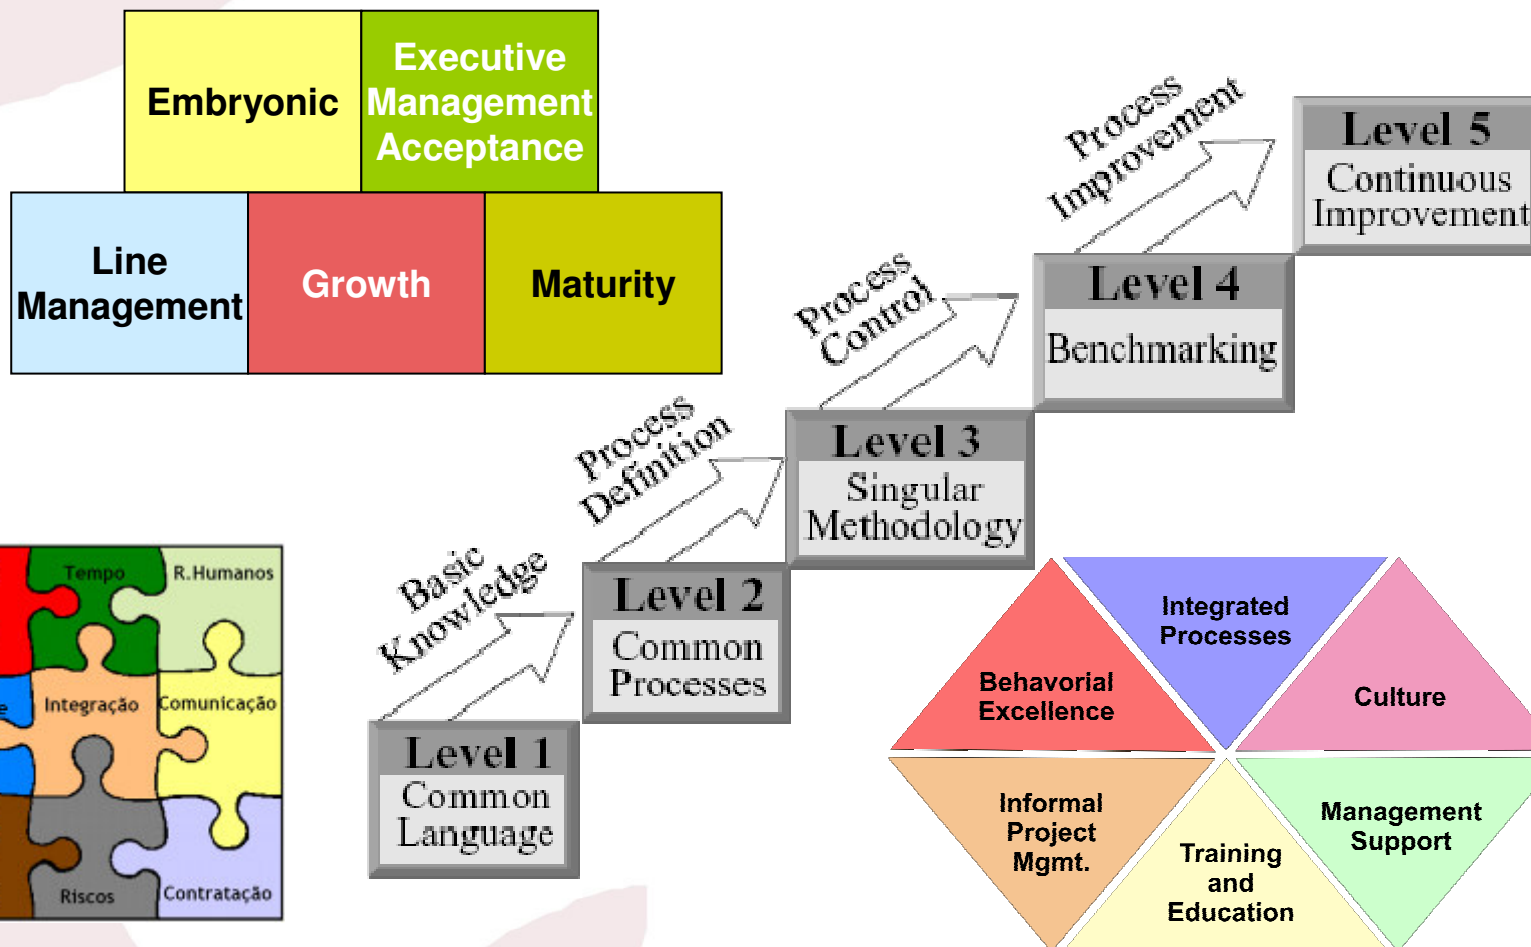 Embryonic
Executive
Management
Acceptance
Line
Management
Growth
Maturity
Process
Improvement
Level 5
Continuous
Improvement
Process
Control
Level 4
Benchmarking
Process
Definition
Level 3
Singular
Methodology
Basic
Knowledge
Level 2
Common
Processes
Level 1
Common
Language
Tempo
R.Humanos
e
Integração
Comunicação
Riscos
Contratação
Integrated
Processes
Behavorial
Excellence
Culture
Informal
Project
Mgmt.
Training
and
Education
Management
Support